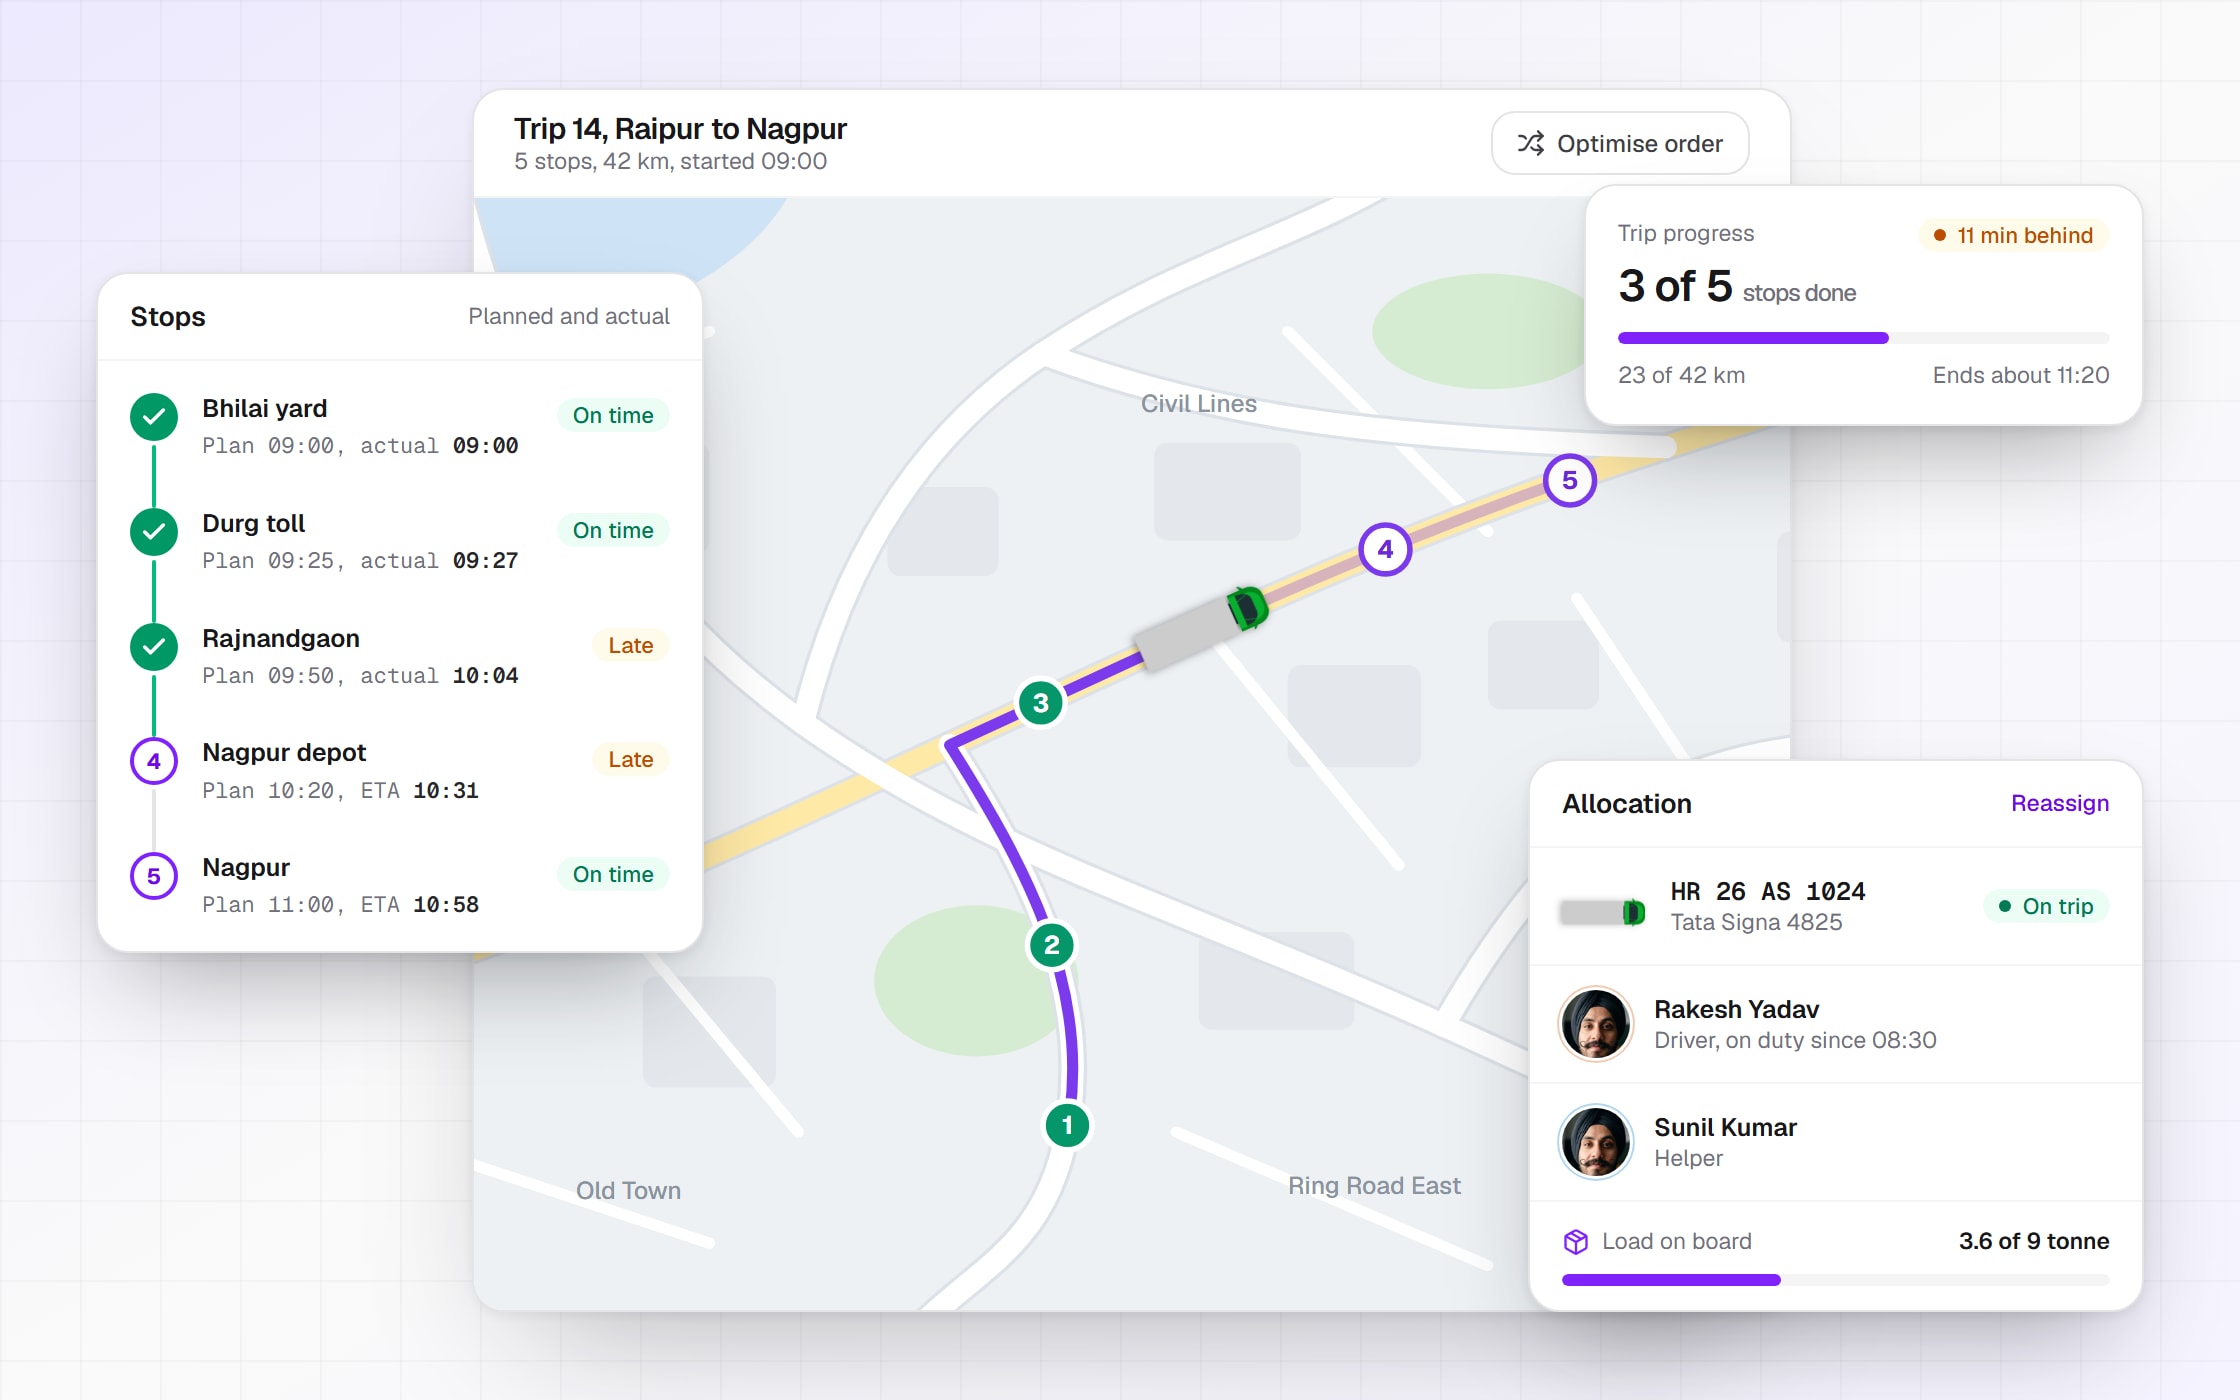 Trip 14, Raipur to Nagpur
5 stops, 42 km, started 09:00
Optimise order
Trip progress
11 min behind
3 of 5 stops done
23 of 42 km
Ends about 11:20
Stops
Planned and actual
Bhilai yard
On time
Plan 09:00, actual 09:00
Durg toll
On time
Plan 09:25, actual 09:27
Rajnandgaon
Late
Plan 09:50, actual 10:04
4
Nagpur depot
Late
Plan 10:20, ETA 10:31
5
Nagpur
On time
Plan 11:00, ETA 10:58
Civil Lines
5
4
3
2
1
Old Town
Ring Road East
Allocation
Reassign
HR 26 AS 1024
Tata Signa 4825
On trip
Rakesh Yadav
Driver, on duty since 08:30
Sunil Kumar
Helper
Load on board
3.6 of 9 tonne